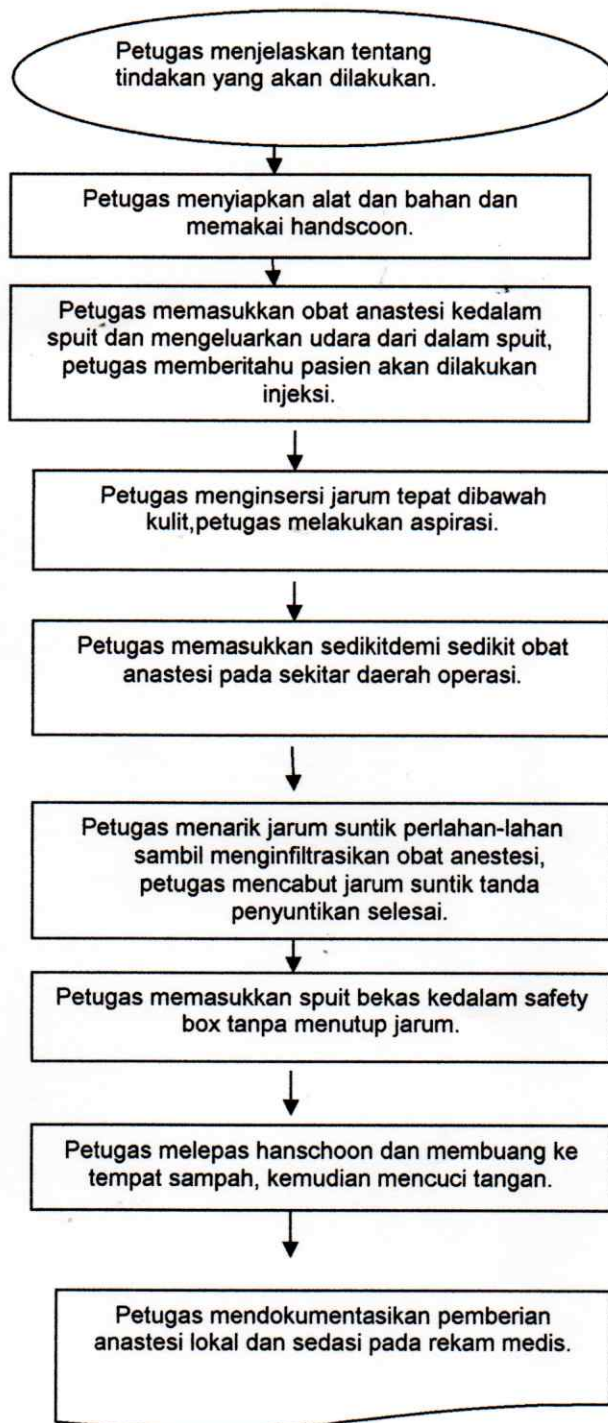 Petugas menjelaskan tentang
tindakan yang akan dilakukan.
Petugas menyiapkan alat dan bahan dan
memakai handscoon.
Petugas memasukkan obat anastesi kedalam
spuit dan mengeluarkan udara dari dalam spuit,
petugas memberitahu pasien akan dilakukan
injeksi.
Petugas menginsersi jarum tepat dibawah
kulit,petugas melakukan aspirasi.
Petugas memasukkan sedikitdemi sedikit obat
anastesi pada sekitar daerah operasi.
Petugas menarik jarum suntik perlahan-lahan
sambil menginfiltrasikan obat anestesi,
petugas mencabut jarum suntik tanda
penyuntikan selesai.
Petugas memasukkan spuit bekas kedalam safety
box tanpa menutup jarum.
Petugas melepas hanschoon dan membuang ke
tempat sampah, kemudian mencuci tangan.
Petugas mendokumentasikan pemberian
anastesi lokal dan sedasi pada rekam medis.